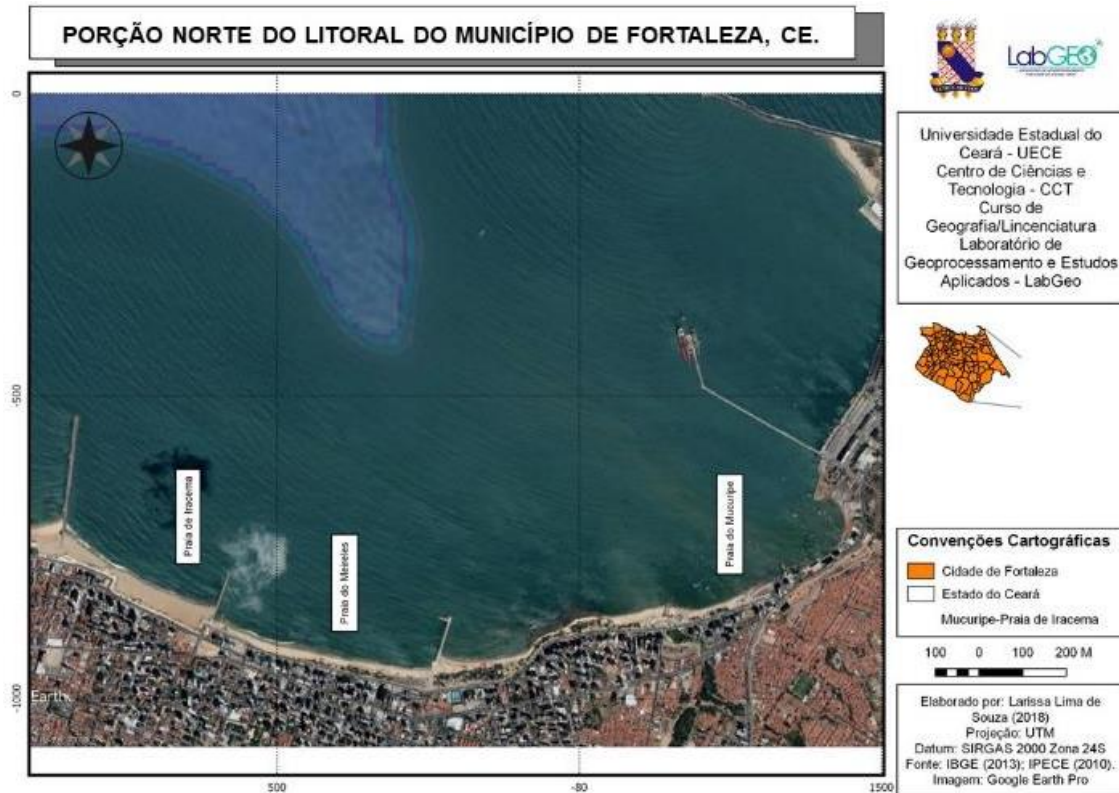 PORÇÃO NORTE DO LITORAL DO MUNICÍPIO DE FORTALEZA, CE.
LabGEO
Universidade Estadual do
Ceará - UECE
Centro de Ciências e
Tecnologia - CCT
Curso de
Geografia/Lincenciatura
Laboratório de
Geoprocessamento e Estudos
Aplicados - LabGeo
0
-500
-1000
Praia de Iracema
Praia do Meireles
Praia do Mucuripe
Earth
500
-80
1500
Convenções Cartográficas
Cidade de Fortaleza
Estado do Ceará
Mucuripe-Praia de Iracema
100 0 100 200 M
Elaborado por: Larissa Lima de
Souza (2018)
Projeção: UTM
Datum: SIRGAS 2000 Zona 24S
Fonte: IBGE (2013); IPECE (2010).
Imagem: Google Earth Pro